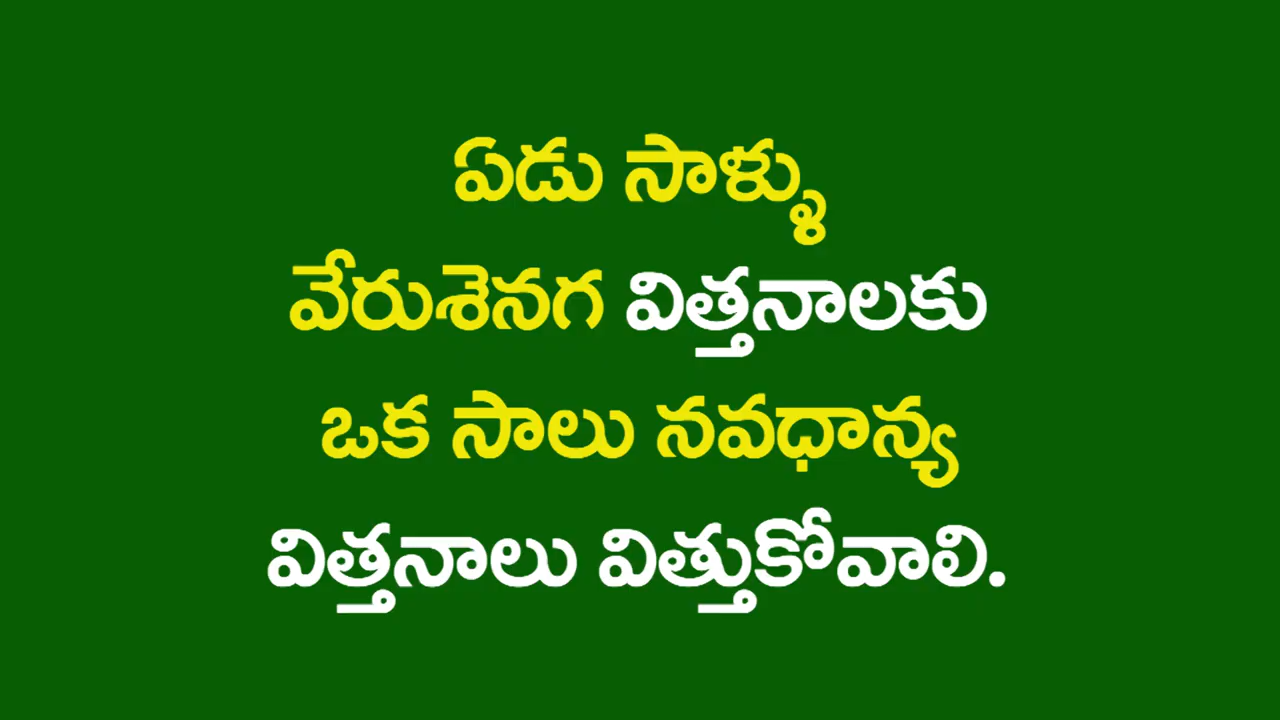 ఏడు సాళ్ళు
వేరుశెనగ విత్తనాలకు
ఒక సాలు నవధాన్య
విత్తనాలు విత్తుకోవాలి.